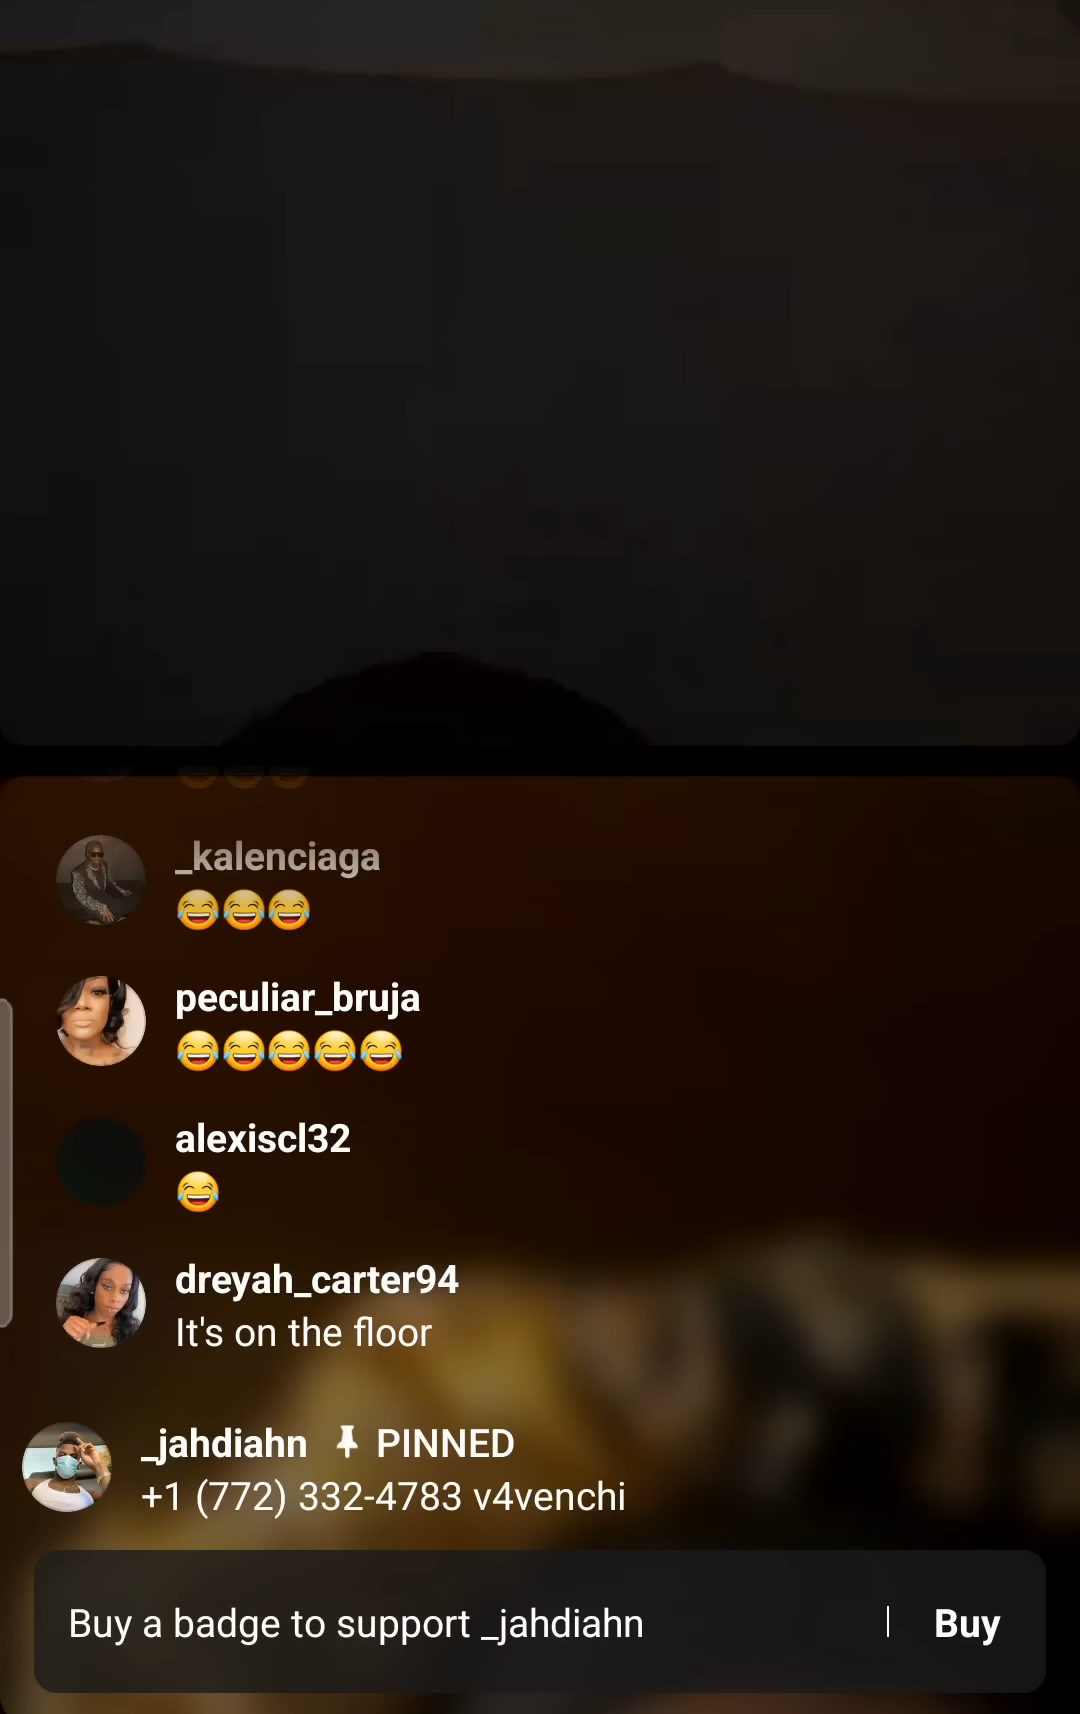 _kalenciaga
😂😂😂
peculiar_bruja
😂😂😂😂😂
alexiscl32
😂
dreyah_carter94
It's on the floor
_jahdiahn 📌 PINNED
+1 (772) 332-4783 v4venchi
Buy a badge to support _jahdiahn | Buy